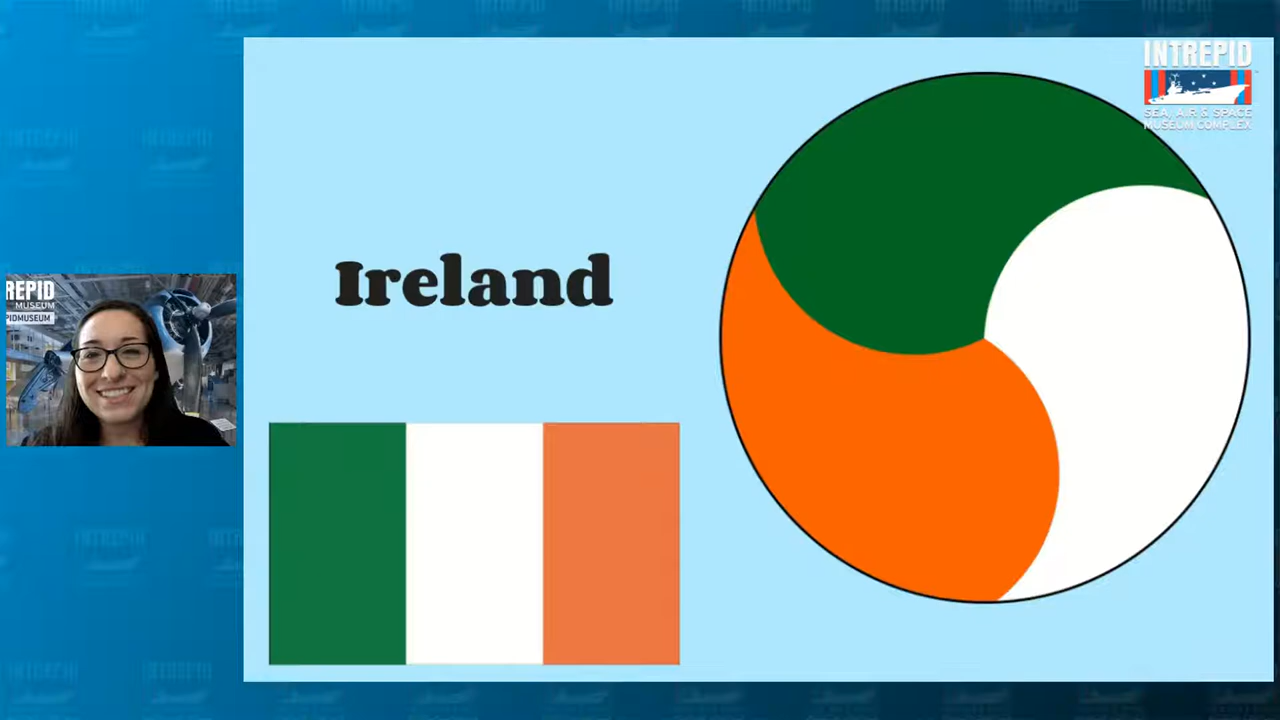 Ireland
INTREPID
SEA, AIR & SPACE
MUSEUM COMPLEX
REPID
MUSEUM
PIDMUSEUM